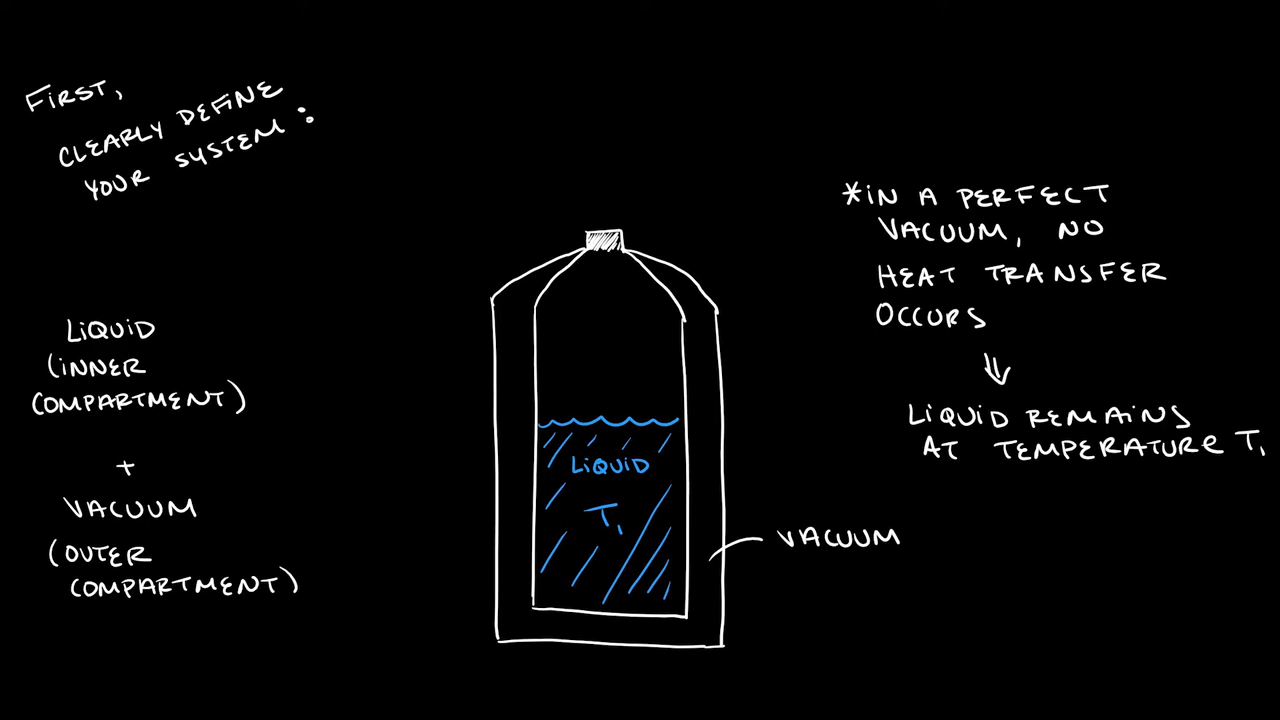 FIRST,
CLEARLY DEFINE
YOUR SYSTEM:
LIQUID
(INNER
COMPARTMENT)
+
VACUUM
(OUTER
COMPARTMENT)
LIQUID
T₁
VACUUM
*IN A PERFECT
VACUUM, NO
HEAT TRANSFER
OCCURS
⇓
LIQUID REMAINS
AT TEMPERATURE T₁